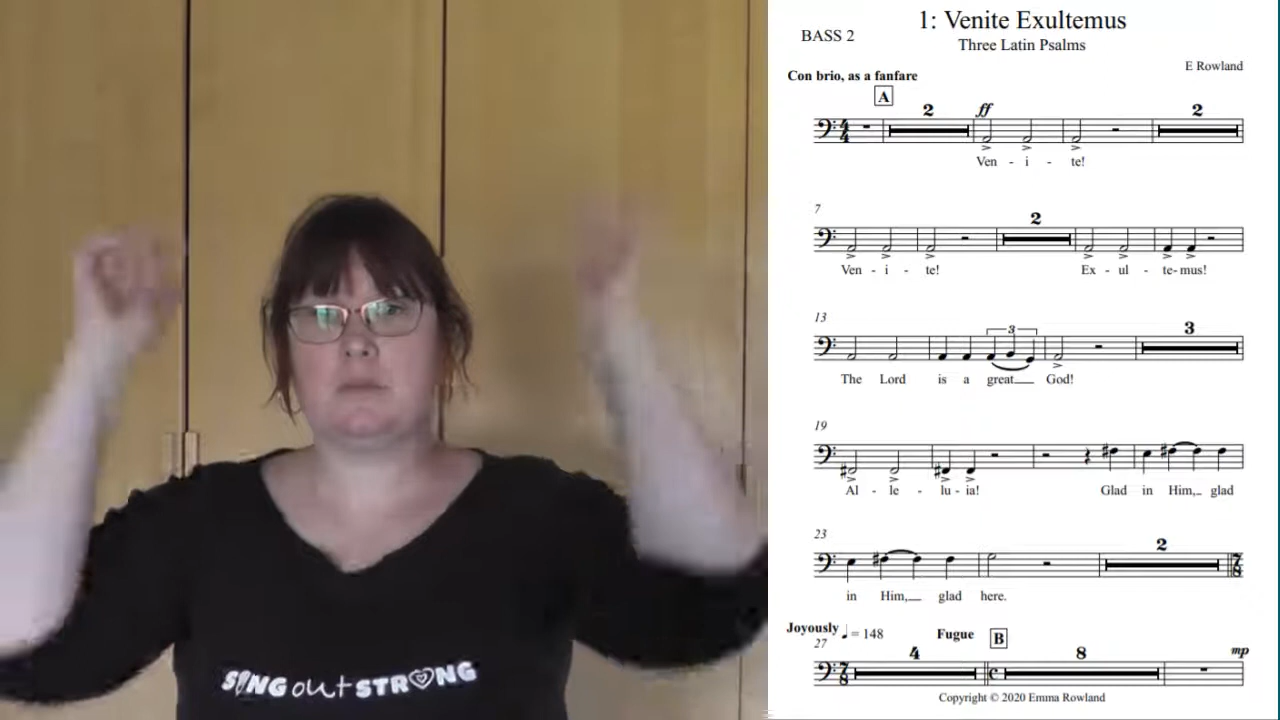 SING out STRONG
1: Venite Exultemus
BASS 2
Three Latin Psalms
E Rowland
Con brio, as a fanfare
A
2 ff 2
Ven - i - te!
7
2
Ven - i - te! Ex - ul - te- mus!
13
3 3
The Lord is a great God!
19
Al - le - lu - ia! Glad in Him, glad
23
2
in Him, glad here.
Joyously ♩ = 148 Fugue B
27
4 8 mp
Copyright © 2020 Emma Rowland